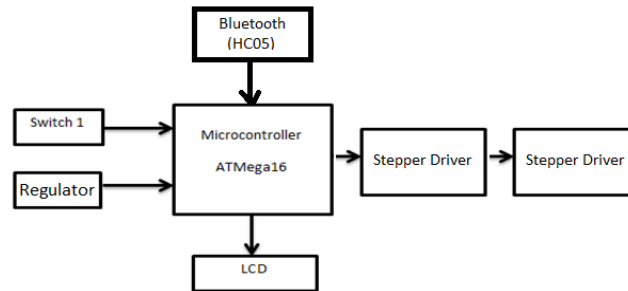 Bluetooth
(HC05)
Switch 1
Microcontroller
ATMega16
Stepper Driver
Stepper Driver
Regulator
LCD